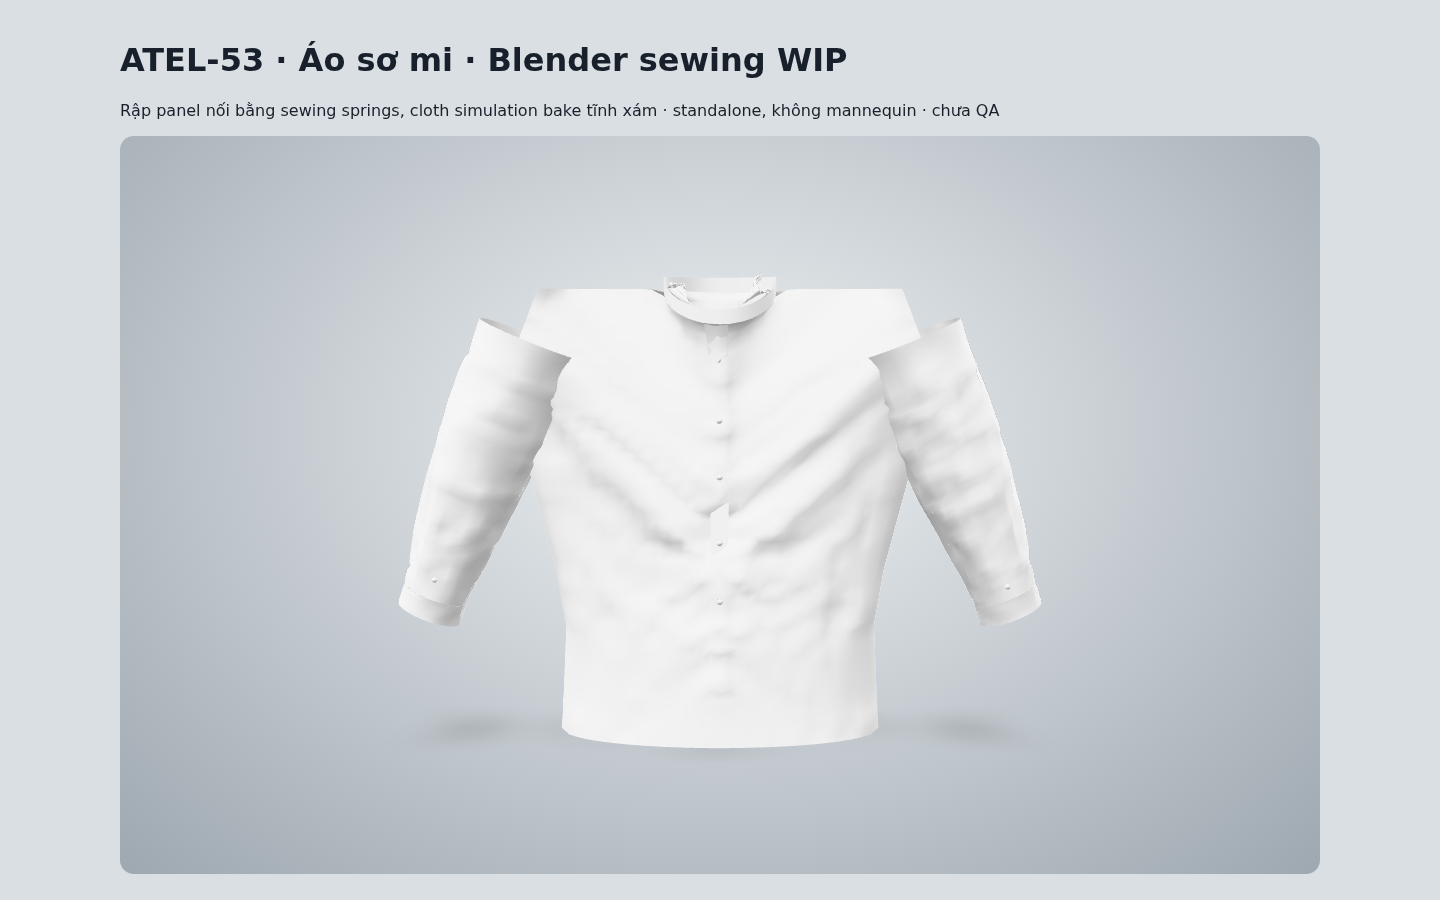 ATEL-53 · Áo sơ mi · Blender sewing WIP
Rập panel nối bằng sewing springs, cloth simulation bake tĩnh xám · standalone, không mannequin · chưa QA